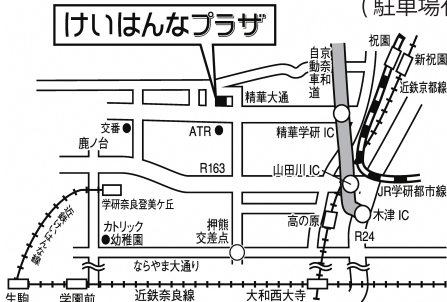 （駐車場
けいはんなプラザ
祝園
新祝園
近鉄京都線
京奈和
自動車道
精華大通
交番
ATR
精華学研 IC
鹿ノ台
R163
山田川 IC
JR学研都市線
学研奈良登美ケ丘
近鉄けいはんな線
カトリック
幼稚園
押熊
交差点
高の原
木津 IC
R24
ならやま大通り
生駒
学園前
近鉄奈良線
大和西大寺